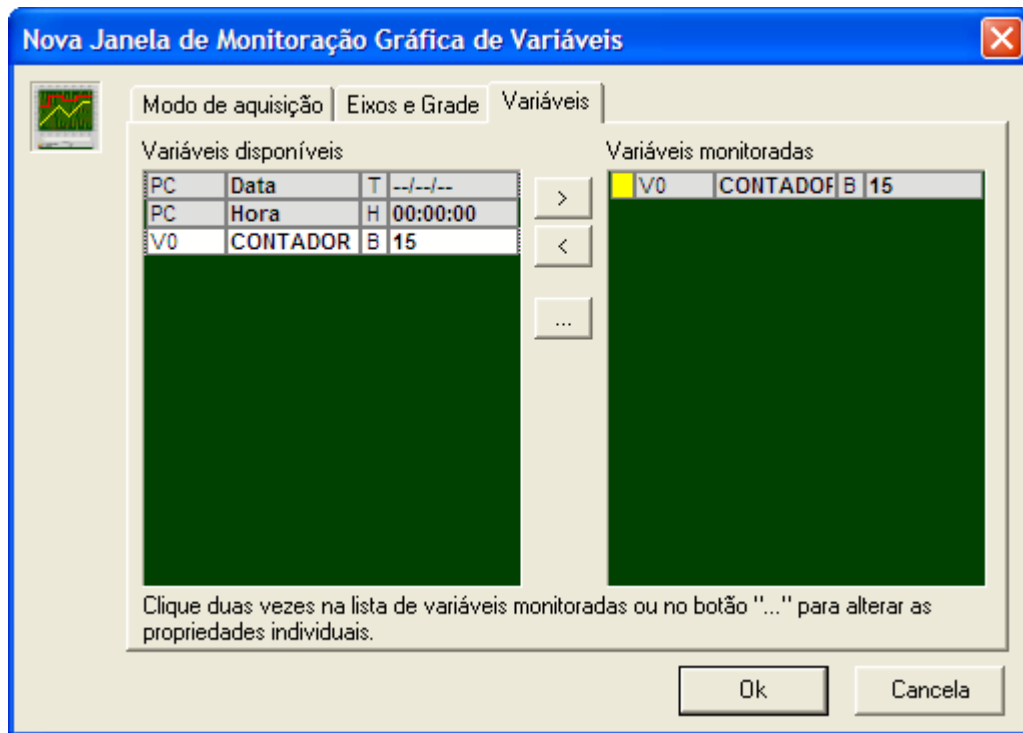 Nova Janela de Monitoração Gráfica de Variáveis
Modo de aquisição
Eixos e Grade
Variáveis
Variáveis disponíveis
PC Data T --/--/--
PC Hora H 00:00:00
V0 CONTADOR B 15
>
<
...
Variáveis monitoradas
V0 CONTADOR B 15
Clique duas vezes na lista de variáveis monitoradas ou no botão "..." para alterar as
propriedades individuais.
Ok
Cancela